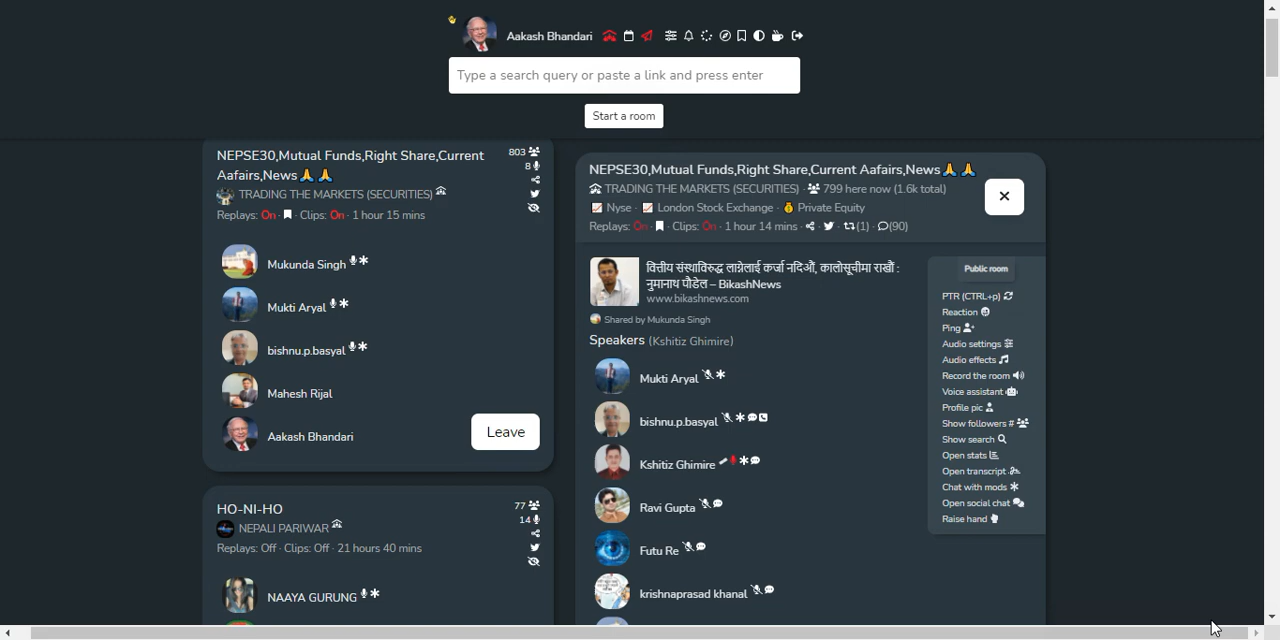 Aakash Bhandari
Type a search query or paste a link and press enter
Start a room
NEPSE30,Mutual Funds,Right Share,Current
Aafairs,News🙏🙏
803
8
TRADING THE MARKETS (SECURITIES)
Replays: On · Clips: On · 1 hour 15 mins
Mukunda Singh
Mukti Aryal
bishnu.p.basyal
Mahesh Rijal
Aakash Bhandari
Leave
HO-NI-HO
77
14
NEPALI PARIWAR
Replays: Off · Clips: Off · 21 hours 40 mins
NAAYA GURUNG
NEPSE30,Mutual Funds,Right Share,Current Aafairs,News🙏🙏
TRADING THE MARKETS (SECURITIES) · 799 here now (1.6k total)
Nyse · London Stock Exchange · Private Equity
Replays: On · Clips: On · 1 hour 14 mins · (1) · (90)
वित्तीय संस्थाविरुद्ध लाग्नेलाई कर्जा नदिऔं, कालोसूचीमा राखौं :
नुमानाथ पौडेल – BikashNews
www.bikashnews.com
Shared by Mukunda Singh
Speakers (Kshitiz Ghimire)
Mukti Aryal
bishnu.p.basyal
Kshitiz Ghimire
Ravi Gupta
Futu Re
krishnaprasad khanal
Public room
PTR (CTRL+p)
Reaction
Ping
Audio settings
Audio effects
Record the room
Voice assistant
Profile pic
Show followers #
Show search
Open stats
Open transcript
Chat with mods
Open social chat
Raise hand